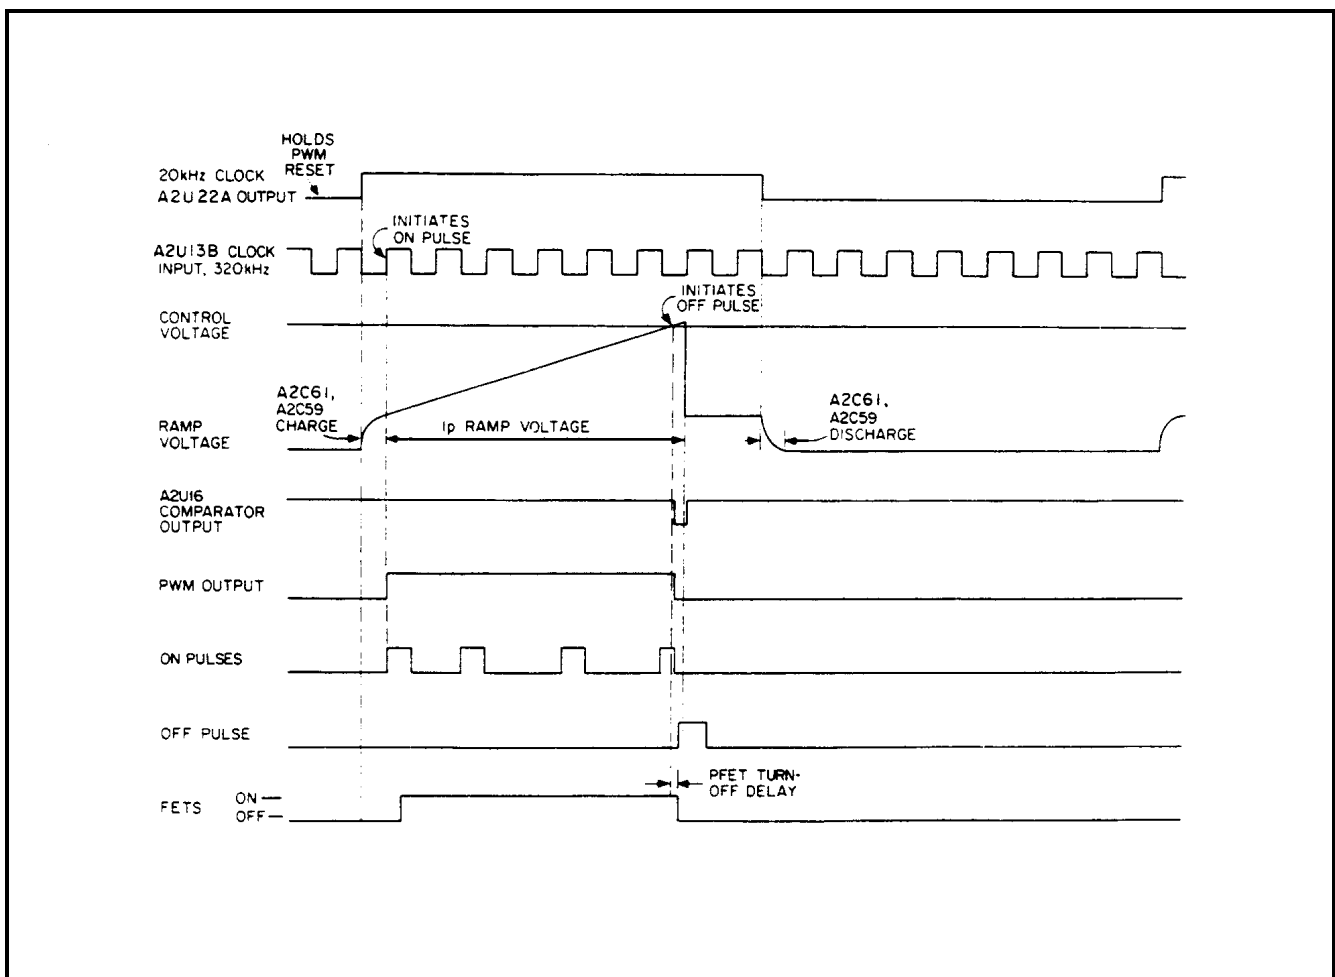 HOLDS
PWM
RESET
20kHz CLOCK
A2U22A OUTPUT
INITIATES
ON PULSE
A2U13B CLOCK
INPUT, 320kHz
INITIATES
OFF PULSE
CONTROL
VOLTAGE
A2C61,
A2C59
CHARGE
Ip RAMP VOLTAGE
A2C61,
A2C59
DISCHARGE
RAMP
VOLTAGE
A2U16
COMPARATOR
OUTPUT
PWM OUTPUT
ON PULSES
OFF PULSE
PFET TURN-
OFF DELAY
FETS
ON
OFF